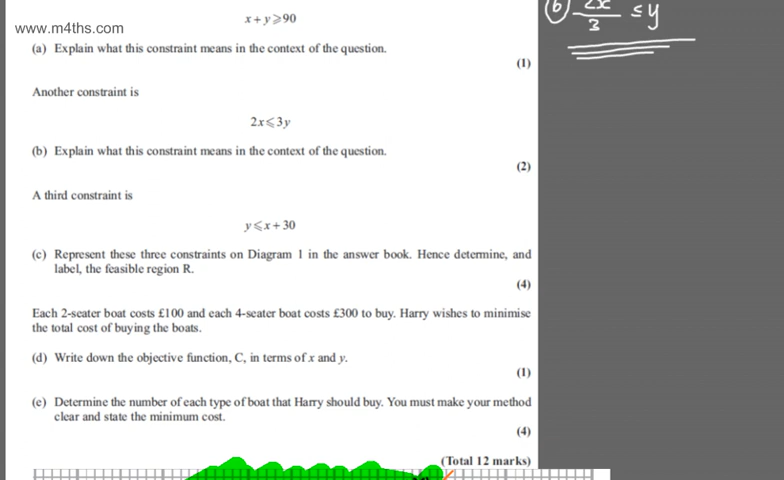 x + y ⩾ 90
www.m4ths.com
(a) Explain what this constraint means in the context of the question.
(1)
Another constraint is
2x ⩽ 3y
(b) Explain what this constraint means in the context of the question.
(2)
A third constraint is
y ⩽ x + 30
(c) Represent these three constraints on Diagram 1 in the answer book. Hence determine, and
label, the feasible region R.
(4)
Each 2-seater boat costs £100 and each 4-seater boat costs £300 to buy. Harry wishes to minimise
the total cost of buying the boats.
(d) Write down the objective function, C, in terms of x and y.
(1)
(e) Determine the number of each type of boat that Harry should buy. You must make your method
clear and state the minimum cost.
(4)
(Total 12 marks)
(b) 2x/3 ≤ y